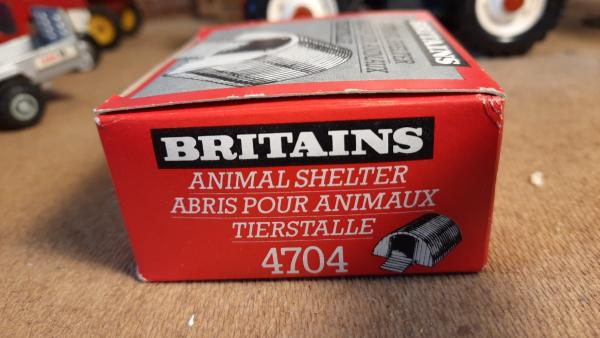 BRITAINS
BRITAINS
ANIMAL SHELTER
ABRIS POUR ANIMAUX
TIERSTALLE
4704